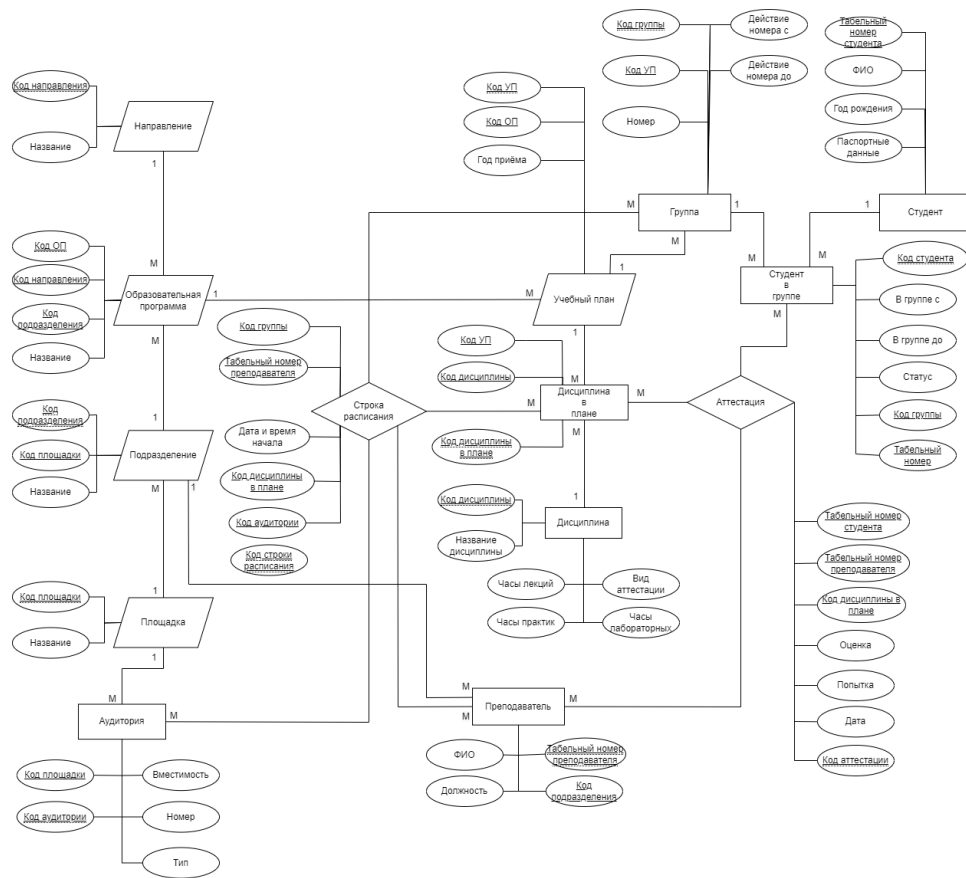 Код группы
Действие
номера с
Табельный
номер
студента
Код направления
Код УП
Код УП
Действие
номера до
ФИО
Направление
Код ОП
Номер
Год рождения
Название
Год приёма
Паспортные
данные
1
М
Группа
1
1
Студент
М
Код ОП
М
1
М
М
Код студента
Код направления
Образовательная
программа
1
М
Учебный план
Студент
в
группе
В группе с
Код
подразделения
Код группы
1
М
В группе до
Название
М
Табельный номер
преподавателя
Код УП
Статус
Код дисциплины
М
Дисциплина
в
плане
М
Аттестация
Код
подразделения
1
Строка
расписания
М
Код группы
Дата и время
начала
М
Код дисциплины
в плане
Табельный
номер
Код площадки
Подразделение
Код дисциплины
в плане
Название
М
1
Код дисциплины
1
Код аудитории
Дисциплина
Табельный номер
студента
Название
дисциплины
Код строки
расписания
Табельный номер
преподавателя
Часы лекций
Вид
аттестации
Код площадки
1
Код дисциплины в
плане
Площадка
Часы практик
Часы
лабораторных
Название
Оценка
1
Попытка
М
М
Аудитория
М
Преподаватель
М
М
Дата
ФИО
Табельный номер
преподавателя
Код аттестации
Код площадки
Вместимость
Должность
Код
подразделения
Код аудитории
Номер
Тип